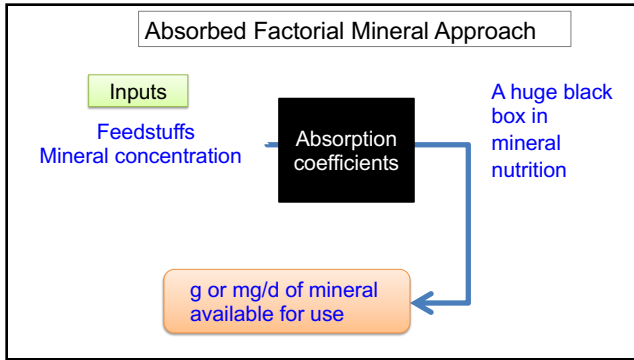 Absorbed Factorial Mineral Approach
Inputs
Feedstuffs
Mineral concentration
Absorption
coefficients
A huge black
box in
mineral
nutrition
g or mg/d of mineral
available for use